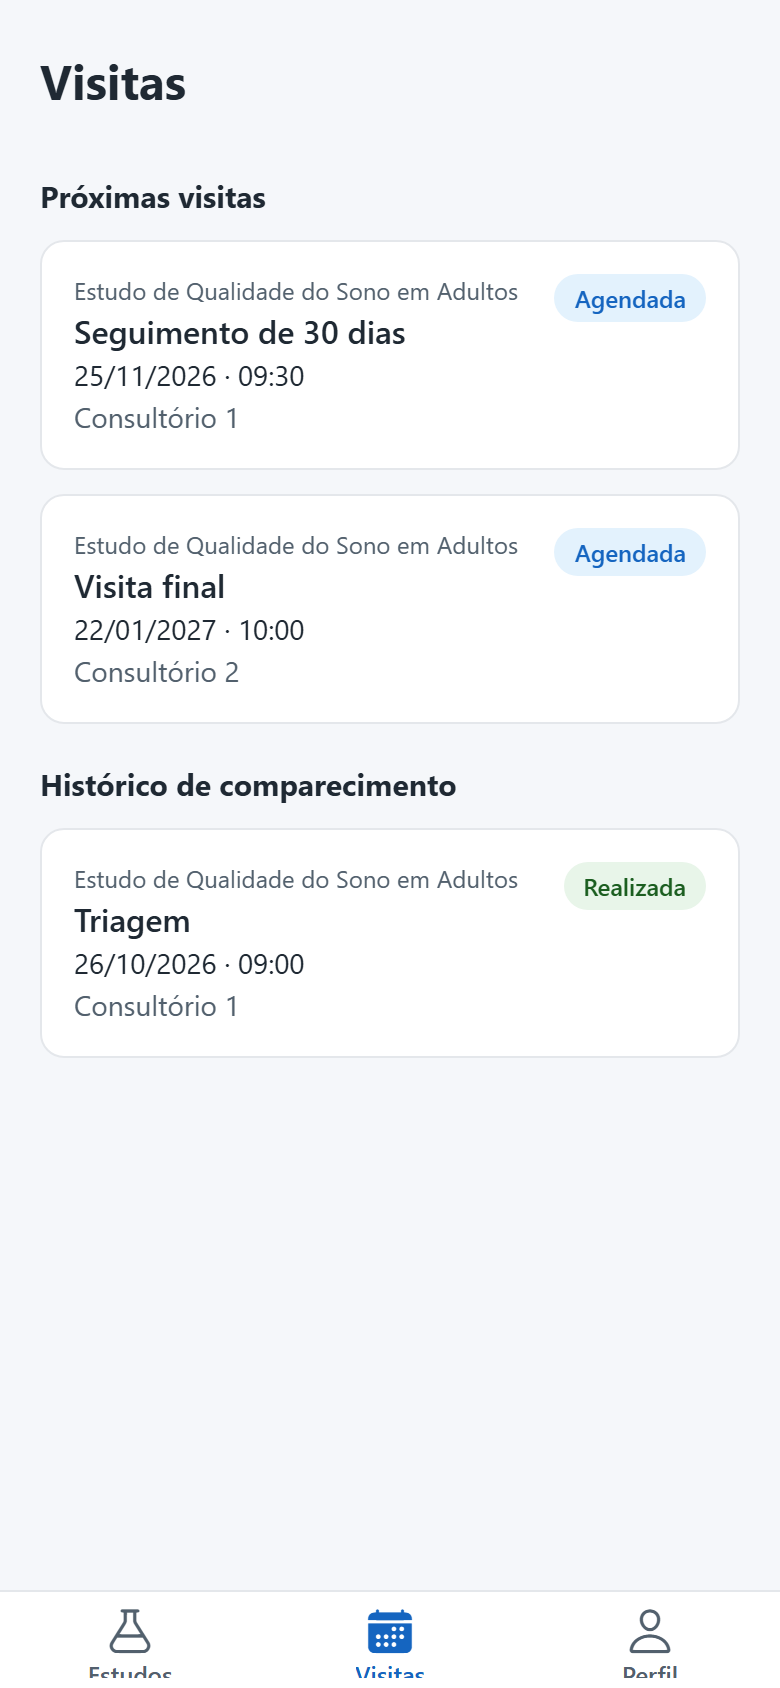 Visitas
Próximas visitas
Estudo de Qualidade do Sono em Adultos
Agendada
Seguimento de 30 dias
25/11/2026 · 09:30
Consultório 1
Estudo de Qualidade do Sono em Adultos
Agendada
Visita final
22/01/2027 · 10:00
Consultório 2
Histórico de comparecimento
Estudo de Qualidade do Sono em Adultos
Realizada
Triagem
26/10/2026 · 09:00
Consultório 1
Estudos
Visitas
Perfil